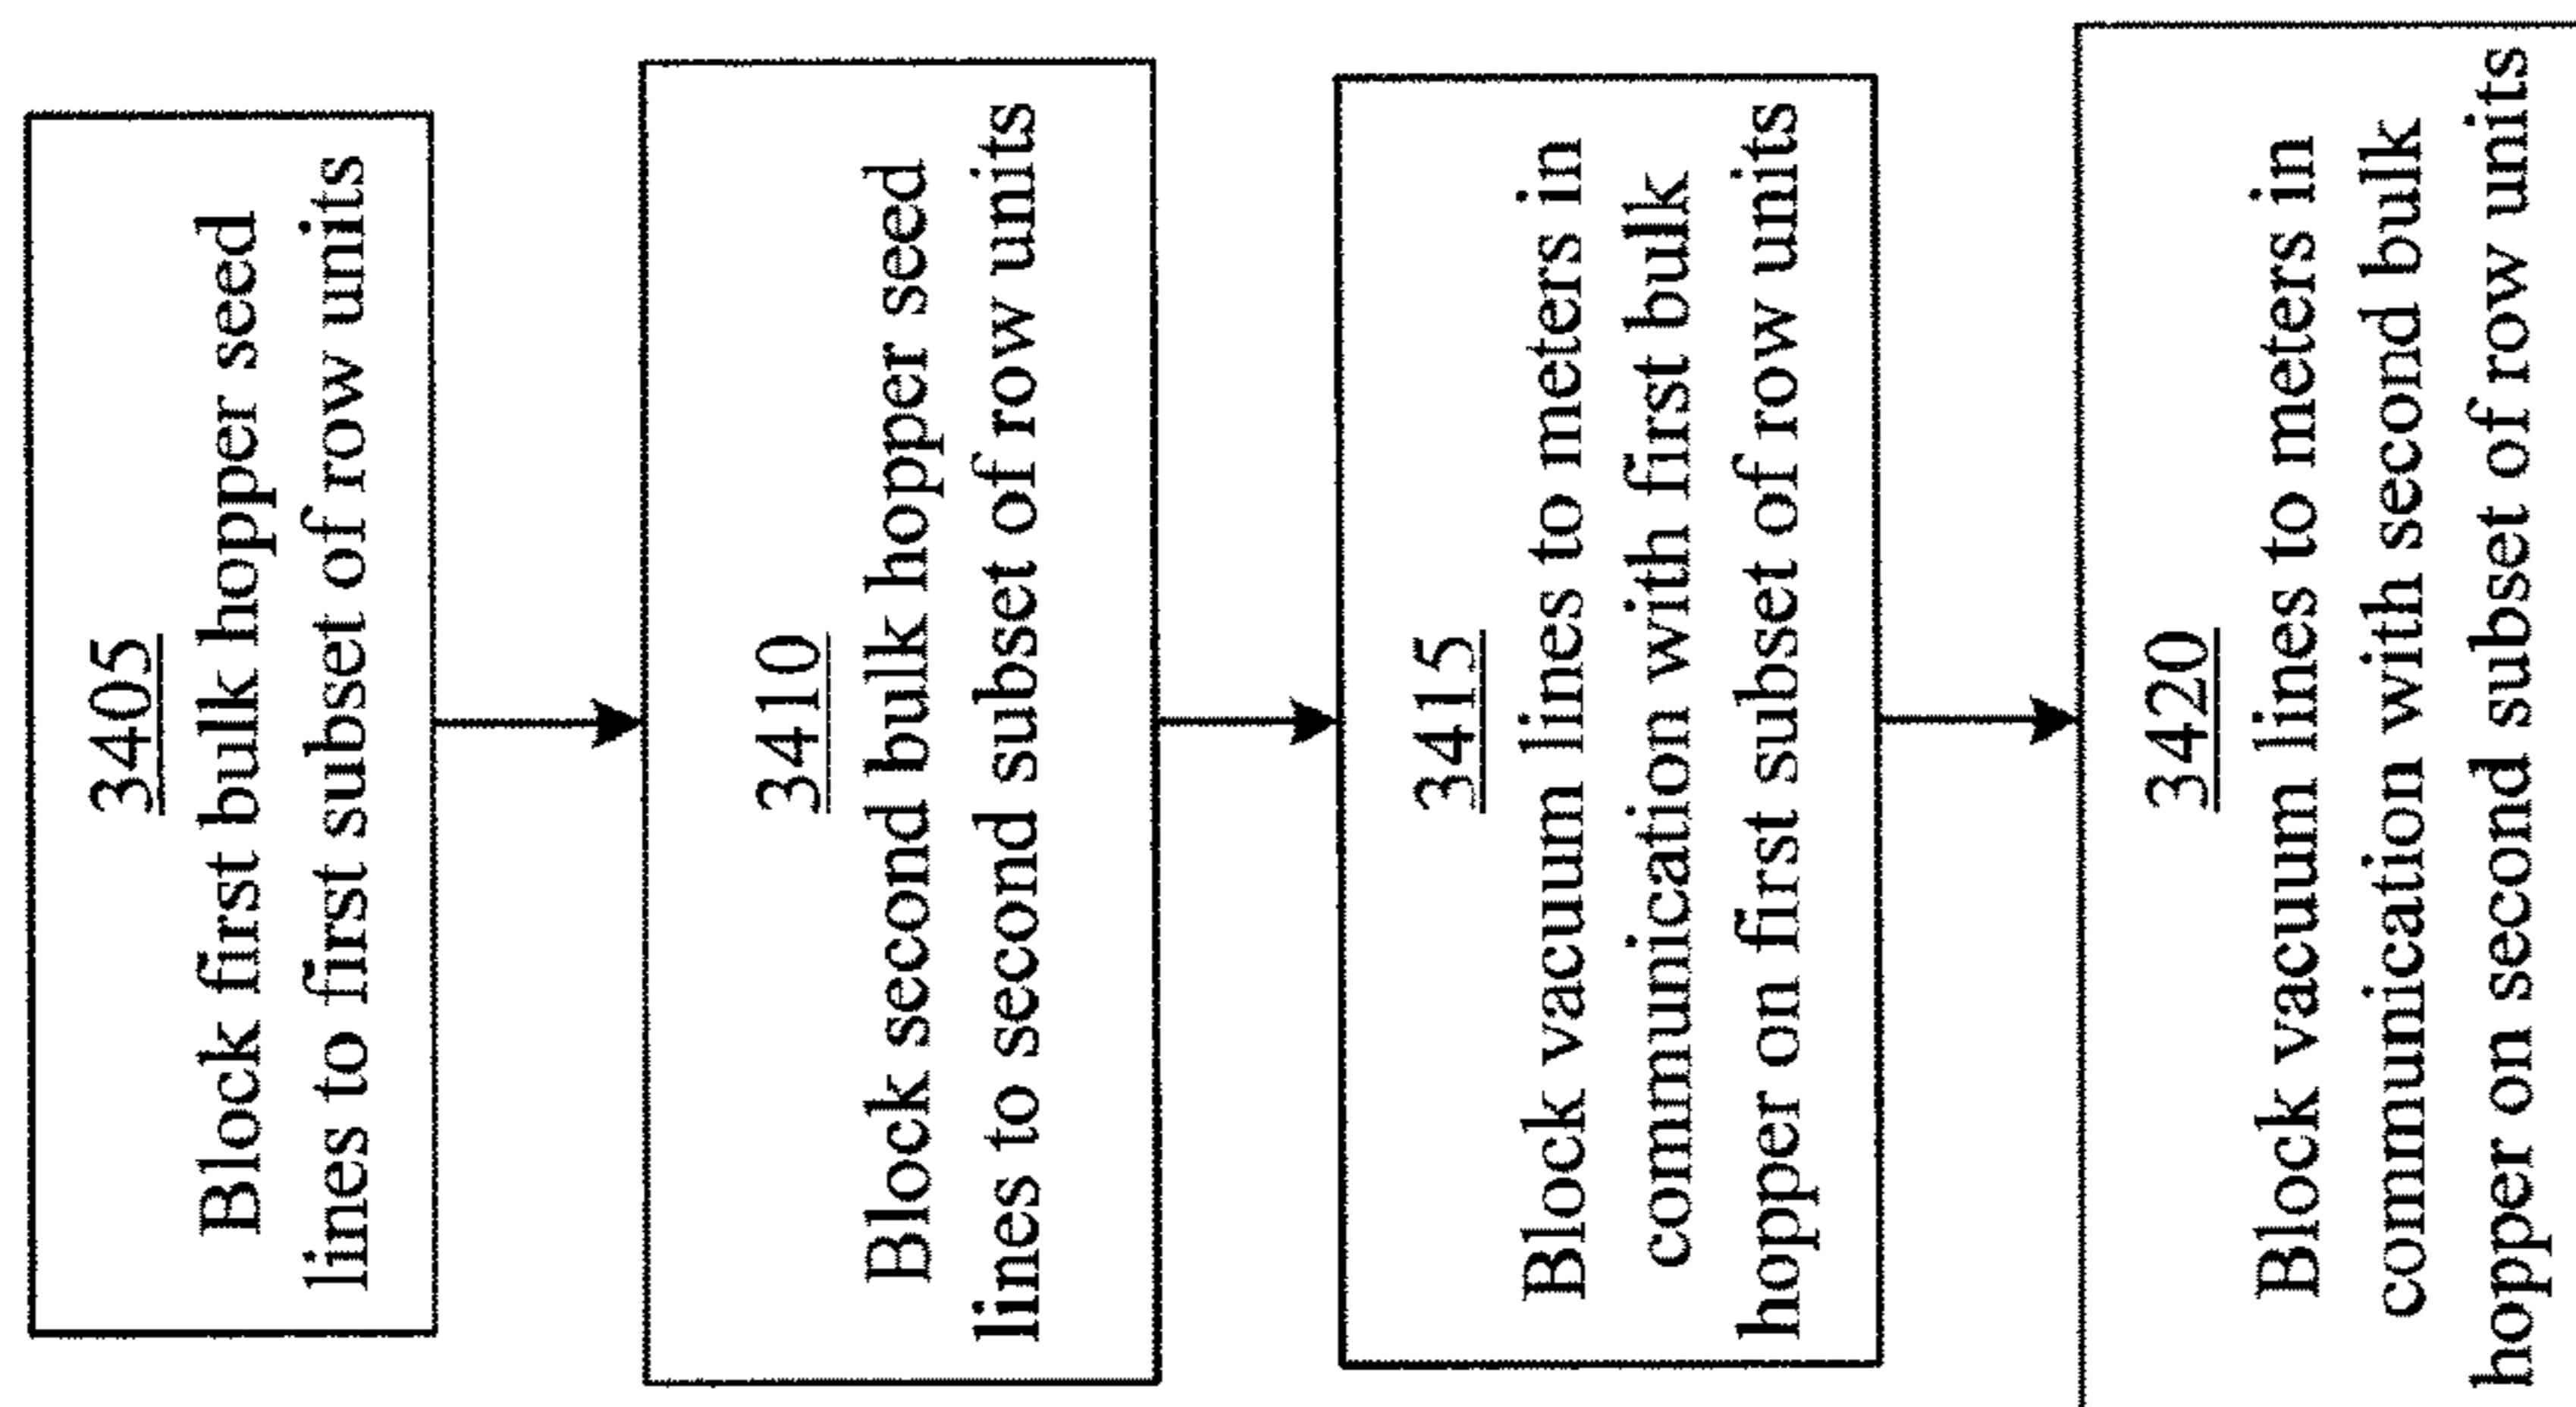 3405
Block first bulk hopper seed
lines to first subset of row units
3410
Block second bulk hopper seed
lines to second subset of row units
3415
Block vacuum lines to meters in
communication with first bulk
hopper on first subset of row units
3420
Block vacuum lines to meters in
communication with second bulk
hopper on second subset of row units